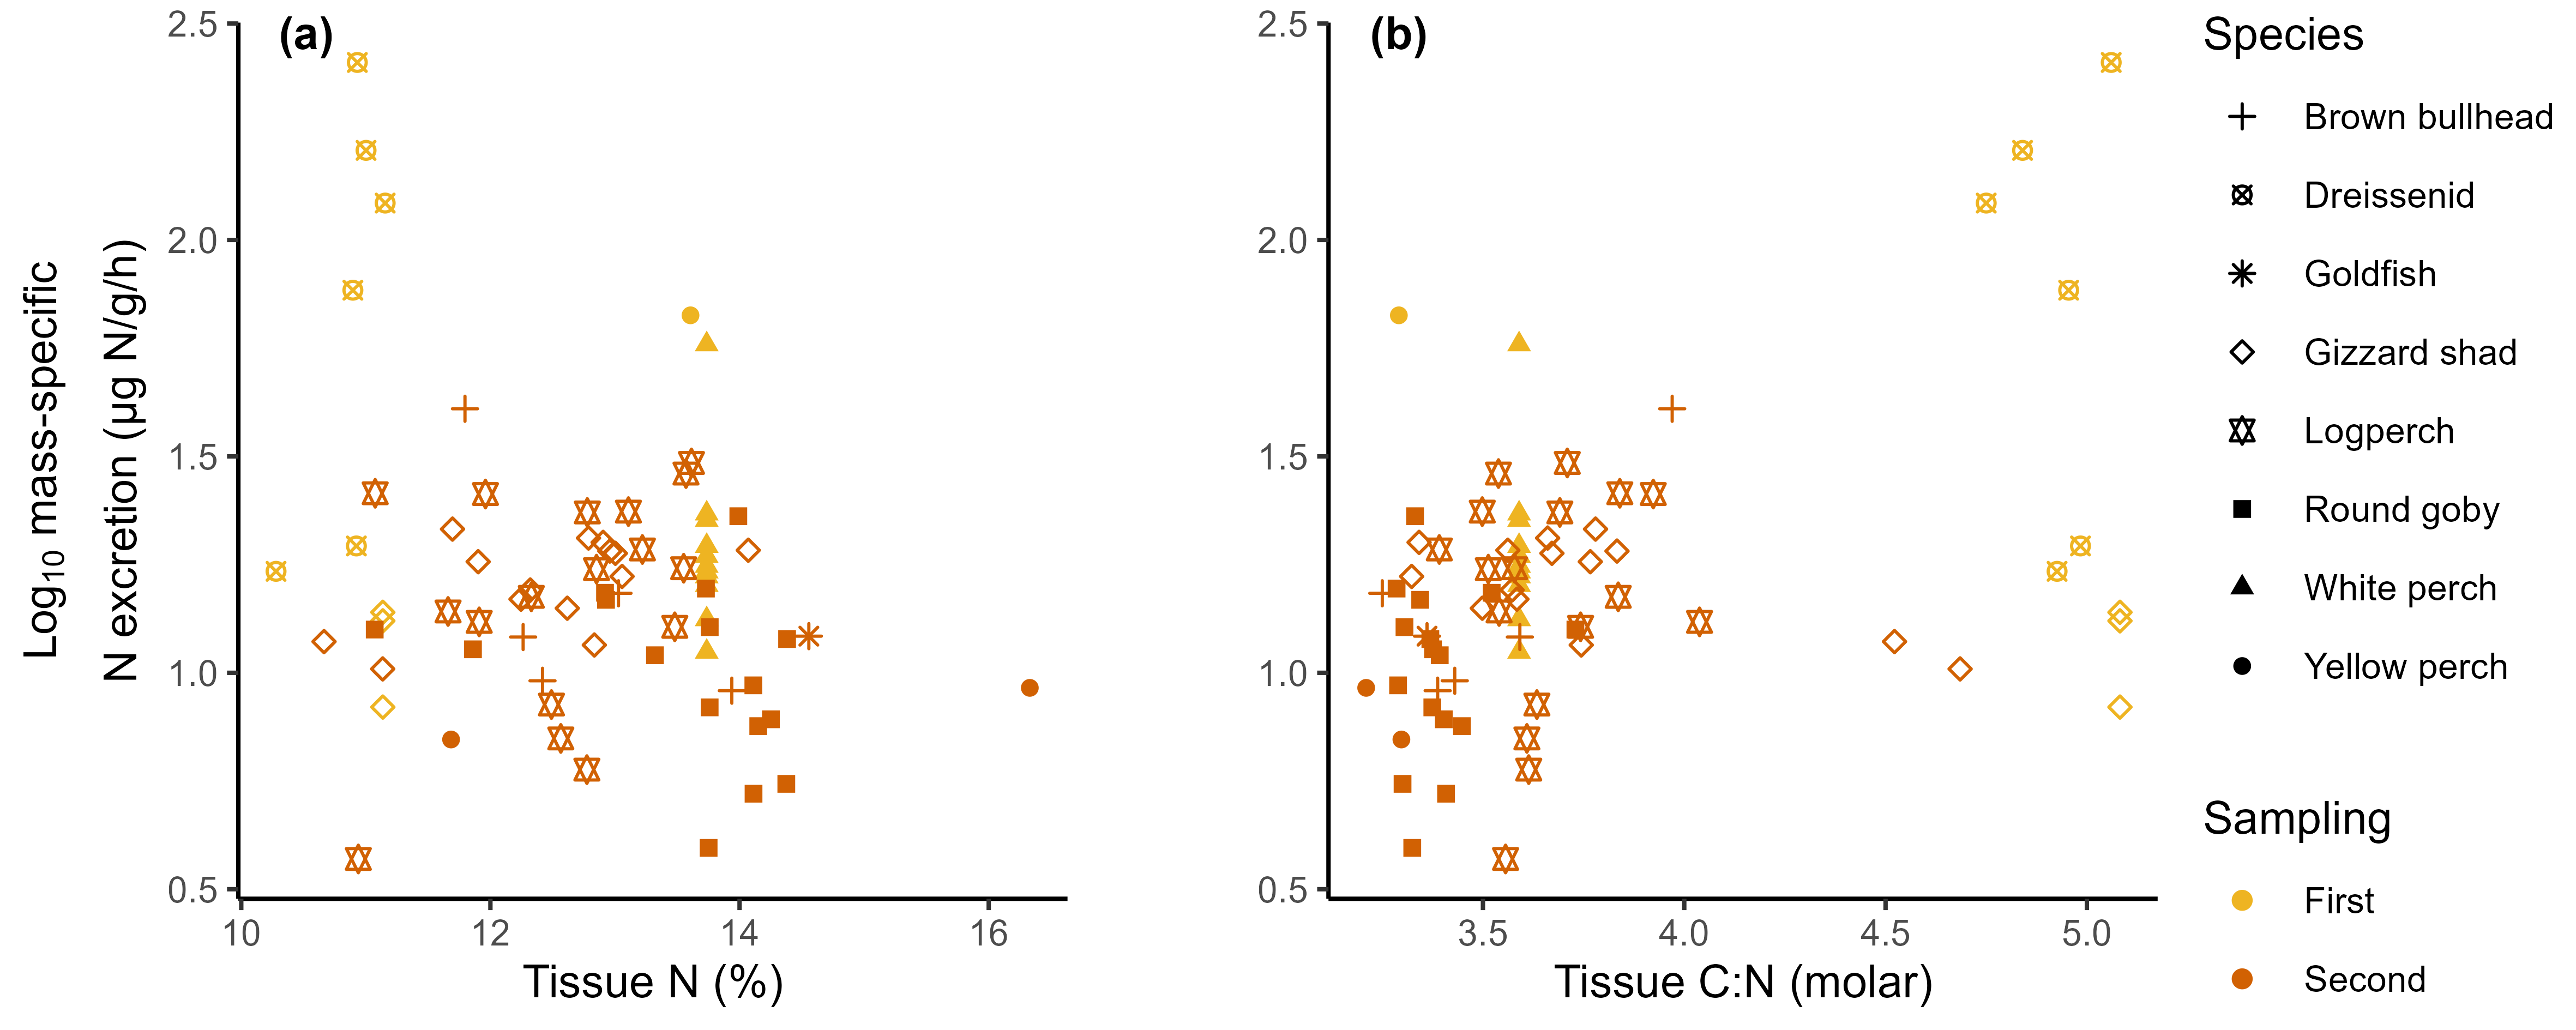 (a)
2.5
2.0
1.5
1.0
0.5
10 12 14 16
Tissue N (%)
Log10 mass-specific
N excretion (µg N/g/h)
(b)
2.5
2.0
1.5
1.0
0.5
3.5 4.0 4.5 5.0
Tissue C:N (molar)
Species
Brown bullhead
Dreissenid
Goldfish
Gizzard shad
Logperch
Round goby
White perch
Yellow perch
Sampling
First
Second